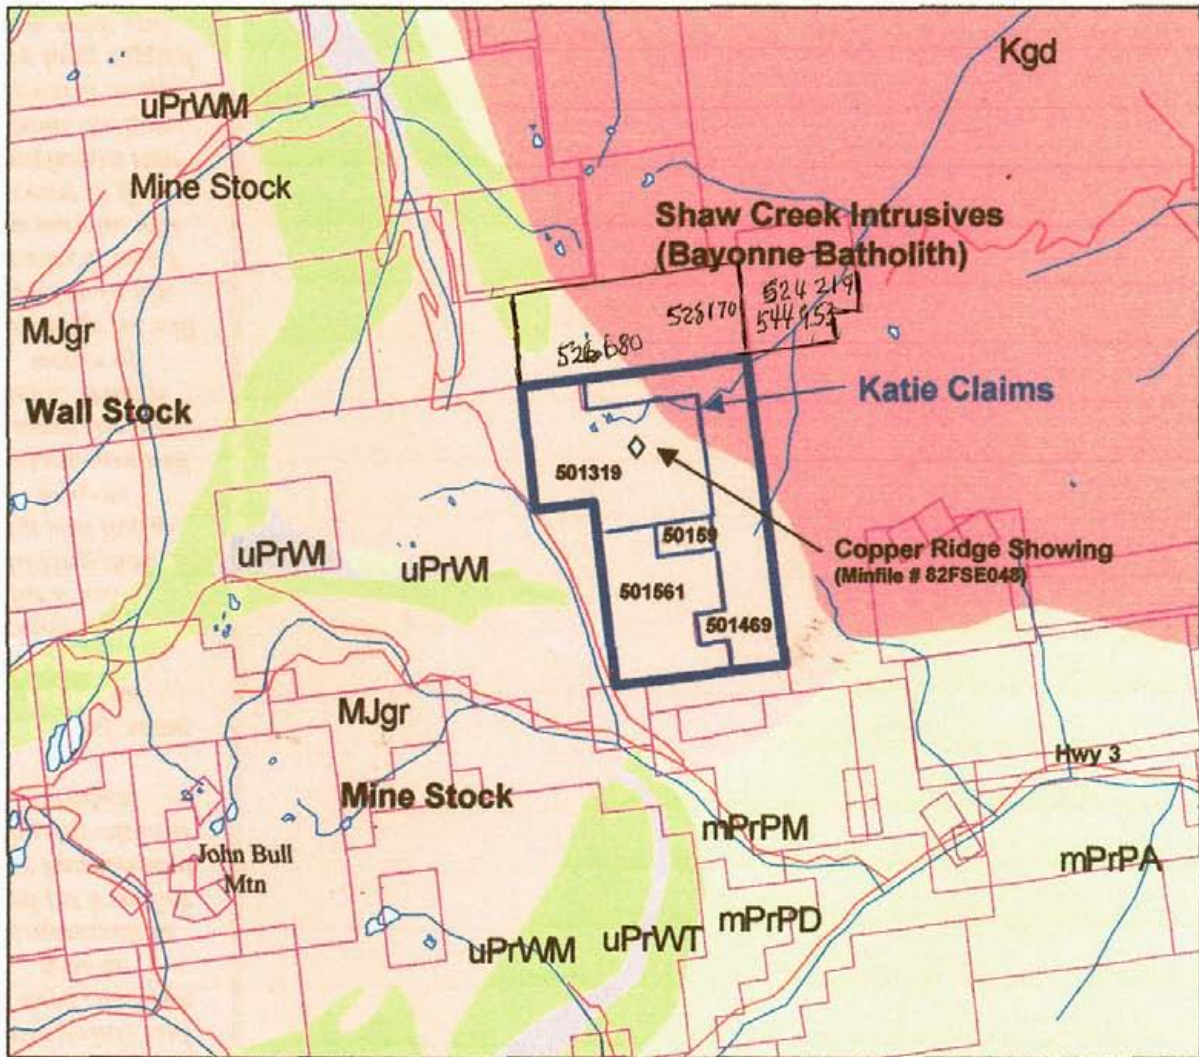 Kgd
uPrWM
Mine Stock
Shaw Creek Intrusives
(Bayonne Batholith)
524219
528170
544953
MJgr
526680
Wall Stock
Katie Claims
501319
50159
Copper Ridge Showing
(Minfile # 82FSE048)
uPrWI
uPrWI
501561
501469
MJgr
Hwy 3
Mine Stock
mPrPM
John Bull
Mtn
mPrPA
mPrPD
uPrWM
uPrWT